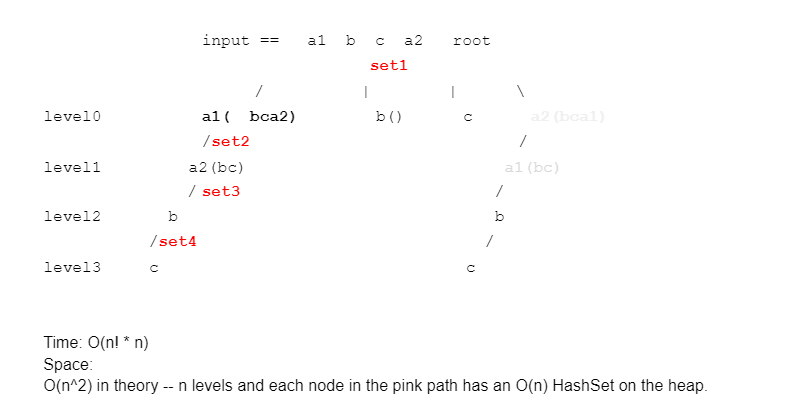 input == a1 b c a2 root
set1
/ | | \
level0 a1( bca2) b() c a2(bca1)
/set2 /
level1 a2(bc) a1(bc)
/ set3 /
level2 b b
/set4 /
level3 c c
Time: O(n! * n)
Space:
O(n^2) in theory -- n levels and each node in the pink path has an O(n) HashSet on the heap.